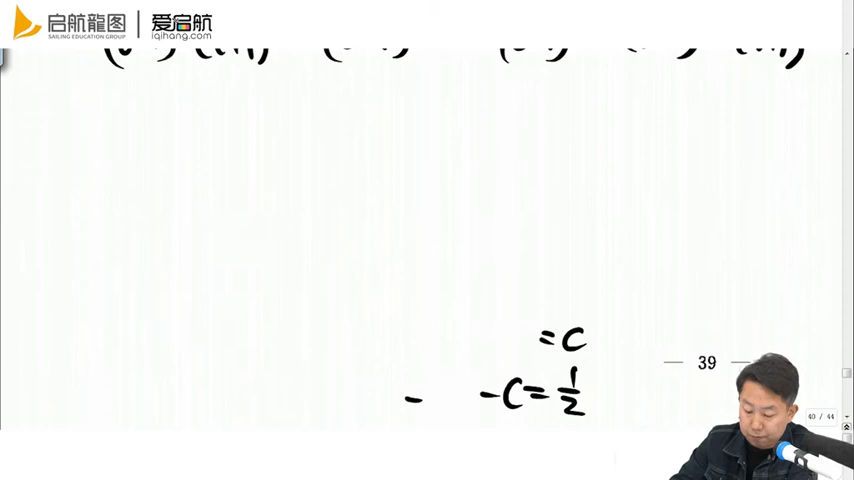 启航龍图 爱启航
SAILING EDUCATION GROUP iqihang.com
= C
39
- -C = 1/2
40 / 44